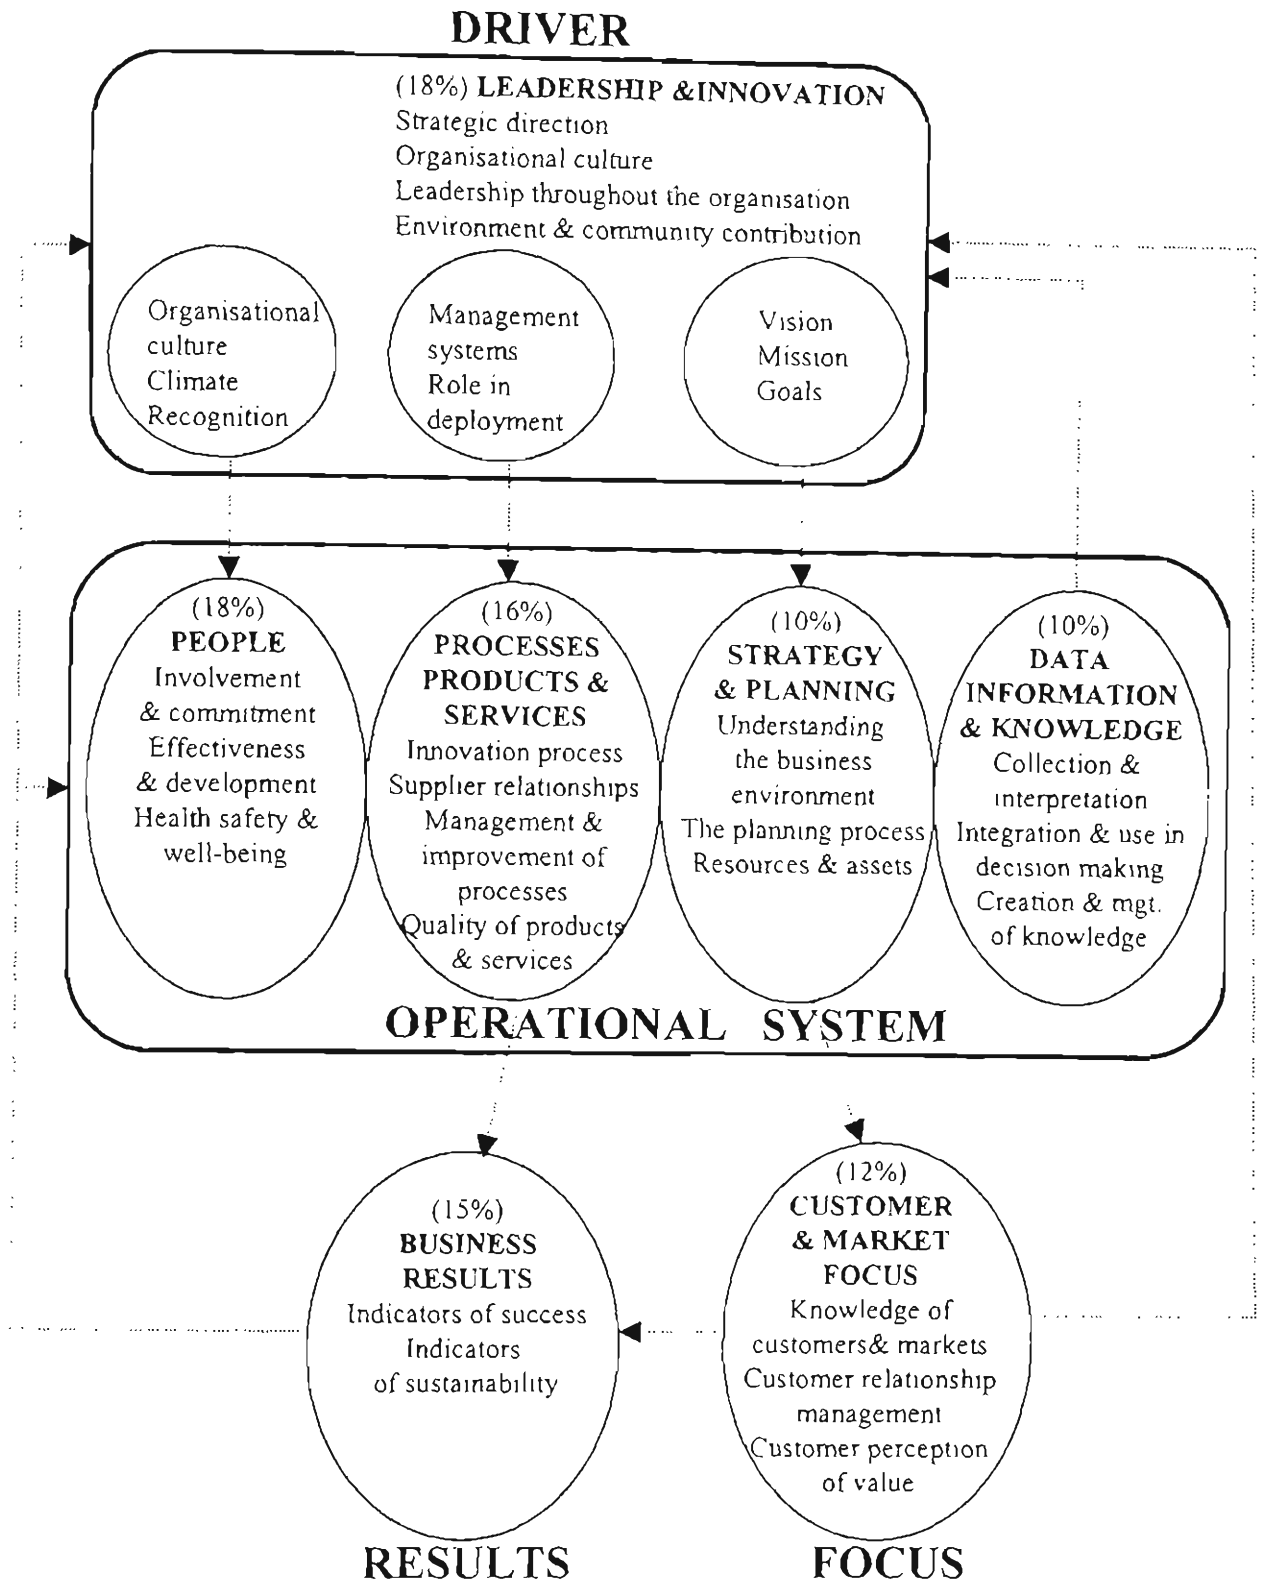 DRIVER
(18%) LEADERSHIP &INNOVATION
Strategic direction
Organisational culture
Leadership throughout the organisation
Environment & community contribution
Organisational
culture
Climate
Recognition
Management
systems
Role in
deployment
Vision
Mission
Goals
(18%)
PEOPLE
Involvement
& commitment
Effectiveness
& development
Health safety &
well-being
(16%)
PROCESSES
PRODUCTS &
SERVICES
Innovation process
Supplier relationships
Management &
improvement of
processes
Quality of products
& services
(10%)
STRATEGY
& PLANNING
Understanding
the business
environment
The planning process
Resources & assets
(10%)
DATA
INFORMATION
& KNOWLEDGE
Collection &
interpretation
Integration & use in
decision making
Creation & mgt.
of knowledge
OPERATIONAL SYSTEM
(15%)
BUSINESS
RESULTS
Indicators of success
Indicators
of sustainability
(12%)
CUSTOMER
& MARKET
FOCUS
Knowledge of
customers& markets
Customer relationship
management
Customer perception
of value
RESULTS
FOCUS